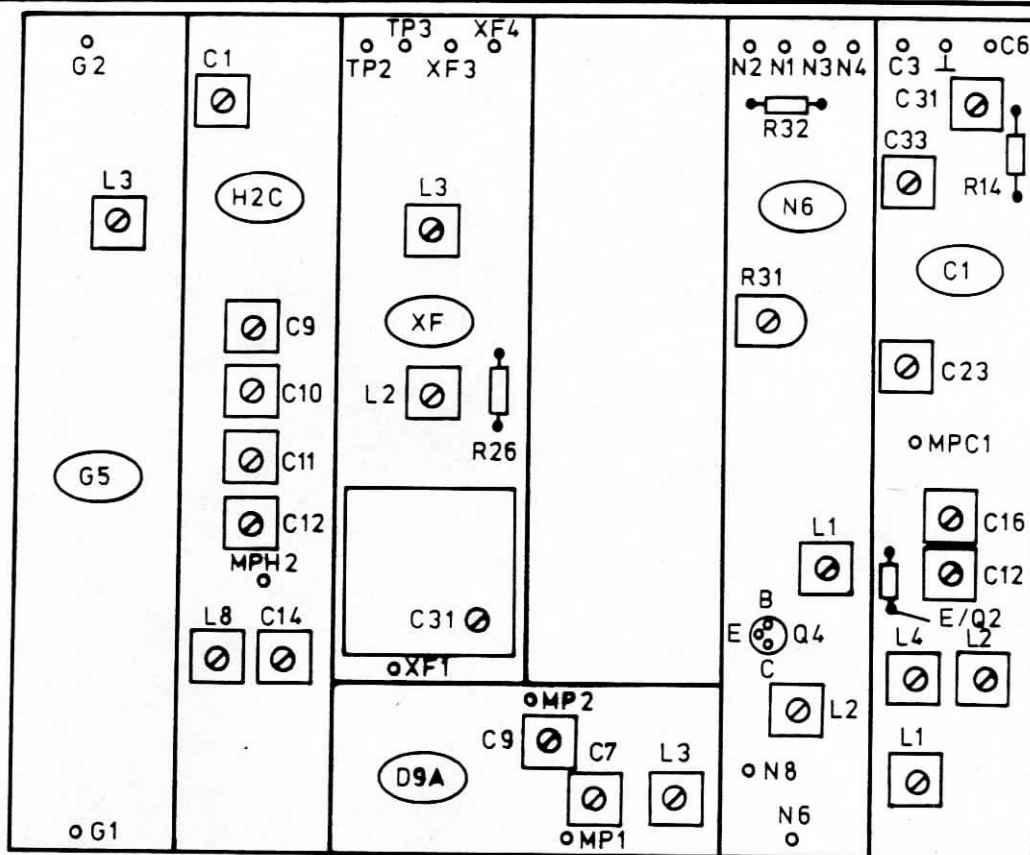 G2
L3
G5
G1
C1
H2C
C9
C10
C11
C12
MPH2
L8 C14
TP3 XF4
TP2 XF3
L3
XF
L2
R26
C31
XF1
MP2
C9
C7
L3
D9A
MP1
N2 N1 N3 N4
R32
N6
R31
L1
B
E Q4
C
L2
N8
N6
C3 ⊥ C6
C31
C33
R14
C1
C23
MPC1
C16
C12
E/Q2
L4 L2
L1